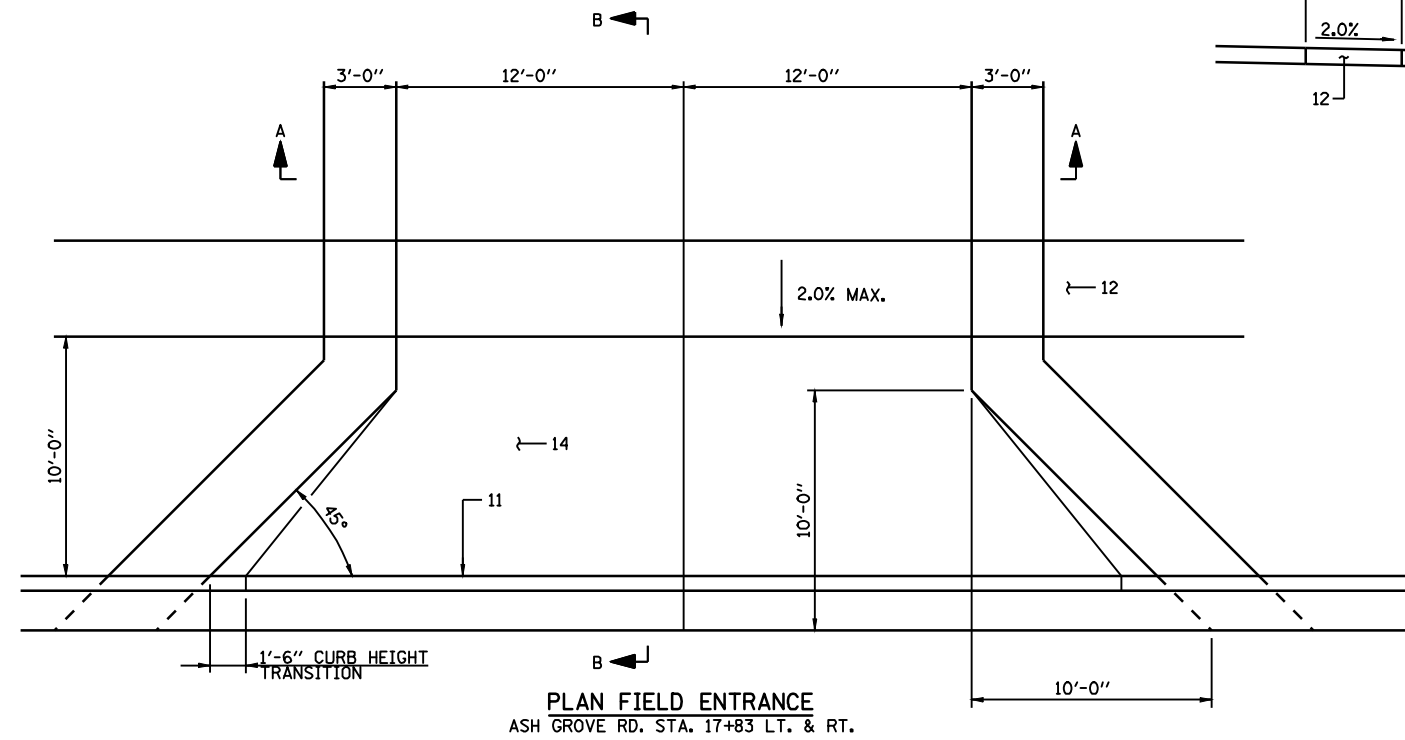 B
2.0%
12
3'-0"
12'-0"
12'-0"
3'-0"
A
A
2.0% MAX.
12
10'-0"
14
11
45°
10'-0"
1'-6" CURB HEIGHT
TRANSITION
B
10'-0"
PLAN FIELD ENTRANCE
ASH GROVE RD. STA. 17+83 LT. & RT.